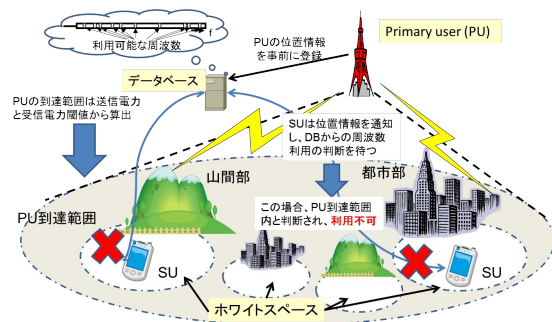 f
利用可能な周波数
Primary user (PU)
PUの位置情報
を事前に登録
データベース
PUの到達範囲は送信電力
と受信電力閾値から算出
SUは位置情報を通知
し、DBからの周波数
利用の判断を待つ
山間部
都市部
PU到達範囲
この場合、PU到達範囲
内と判断され、利用不可
SU
SU
ホワイトスペース